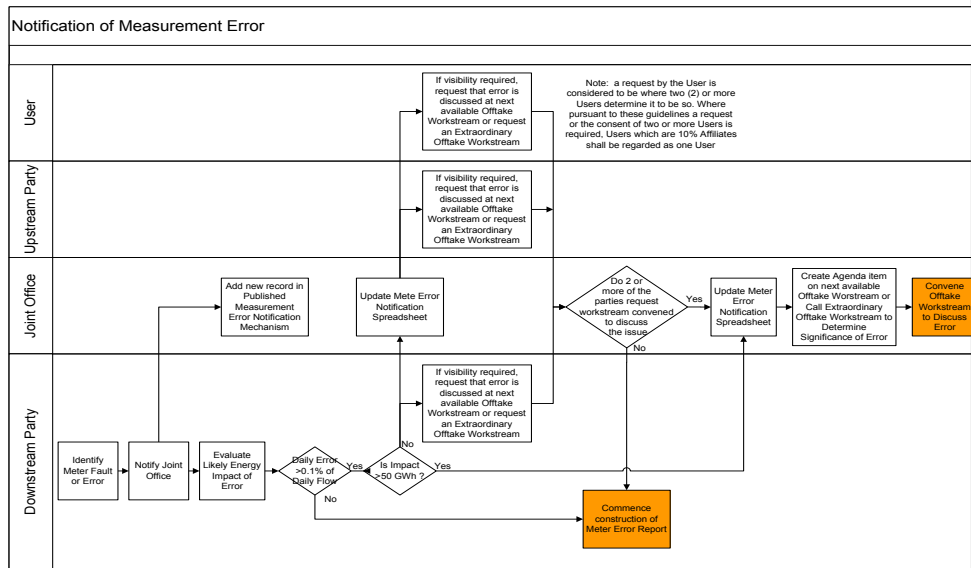 Notification of Measurement Error
User
If visibility required,
request that error is
discussed at next
available Offtake
Workstream or request
an Extraordinary
Offtake Workstream
Note: a request by the User is
considered to be where two (2) or more
Users determine it to be so. Where
pursuant to these guidelines a request
or the consent of two or more Users is
required, Users which are 10% Affiliates
shall be regarded as one User
Upstream Party
If visibility required,
request that error is
discussed at next
available Offtake
Workstream or request
an Extraordinary
Offtake Workstream
Joint Office
Add new record in
Published
Measurement
Error Notification
Mechanism
Update Mete Error
Notification
Spreadsheet
Do 2 or
more of the
parties request
workstream convened
to discuss
the issue
Yes
No
Update Meter
Error
Notification
Spreadsheet
Create Agenda item
on next available
Offtake Worstream or
Call Extraordinary
Offtake Workstream to
Determine
Significance of Error
Convene
Offtake
Workstream
to Discuss
Error
Downstream Party
If visibility required,
request that error is
discussed at next
available Offtake
Workstream or request
an Extraordinary
Offtake Workstream
Identify
Meter Fault
or Error
Notify Joint
Office
Evaluate
Likely Energy
Impact of
Error
Daily Error
>0.1% of
Daily Flow
Yes
No
Is Impact
>50 GWh ?
No
Yes
Commence
construction of
Meter Error Report